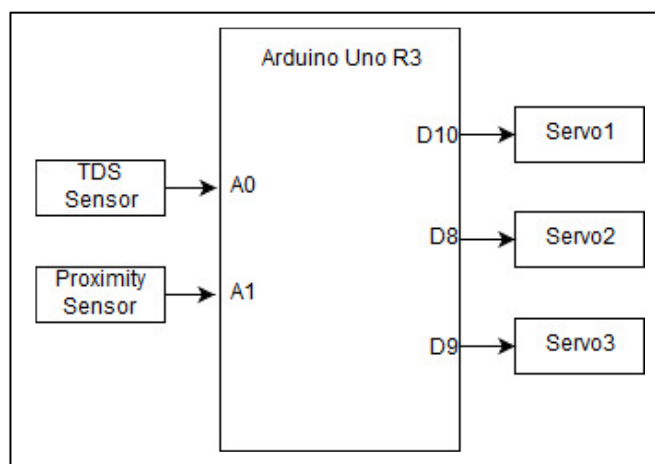 Arduino Uno R3
TDS
Sensor
A0
Proximity
Sensor
A1
D10
Servo1
D8
Servo2
D9
Servo3